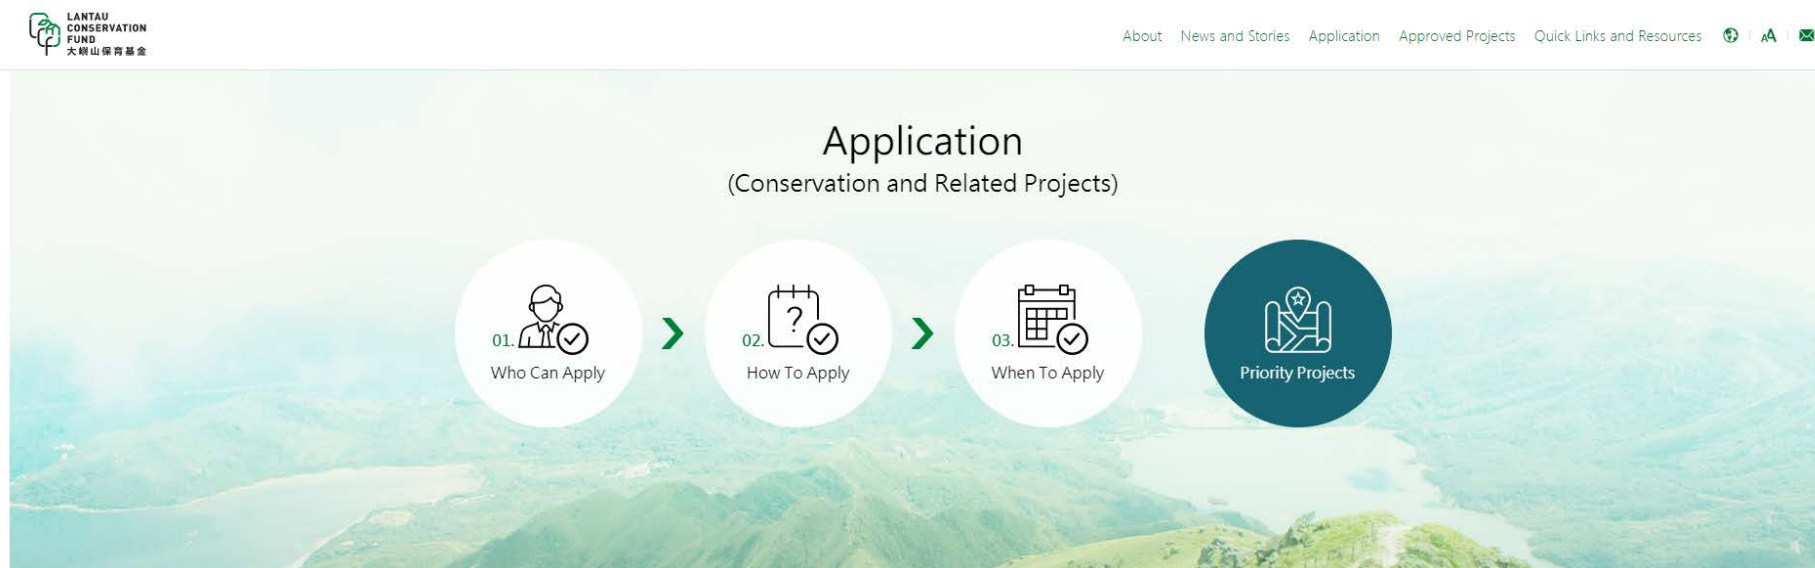 LANTAU
CONSERVATION
FUND
大嶼山保育基金
About News and Stories Application Approved Projects Quick Links and Resources AA
Application
(Conservation and Related Projects)
01.
Who Can Apply
?
02.
How To Apply
03.
When To Apply
Priority Projects